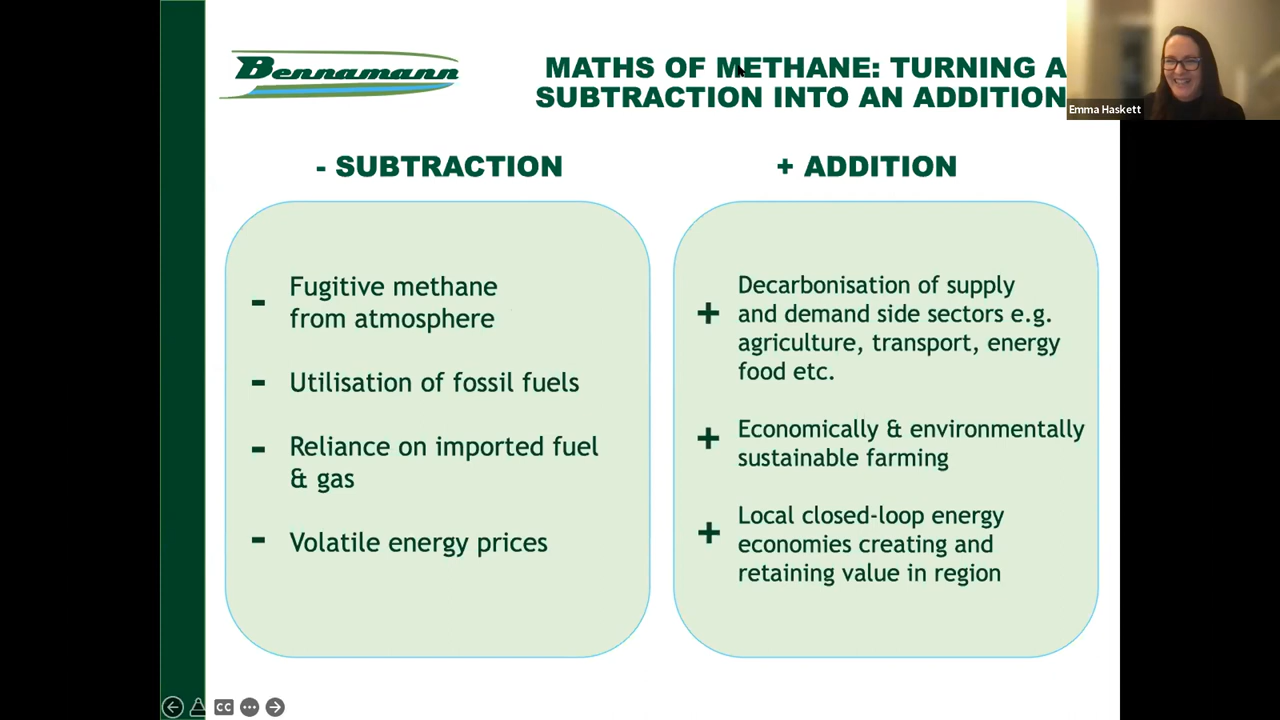 Bennamann
MATHS OF METHANE: TURNING A
SUBTRACTION INTO AN ADDITION
Emma Haskett
- SUBTRACTION
- Fugitive methane
from atmosphere
- Utilisation of fossil fuels
- Reliance on imported fuel
& gas
- Volatile energy prices
+ ADDITION
+ Decarbonisation of supply
and demand side sectors e.g.
agriculture, transport, energy
food etc.
+ Economically & environmentally
sustainable farming
+ Local closed-loop energy
economies creating and
retaining value in region
CC